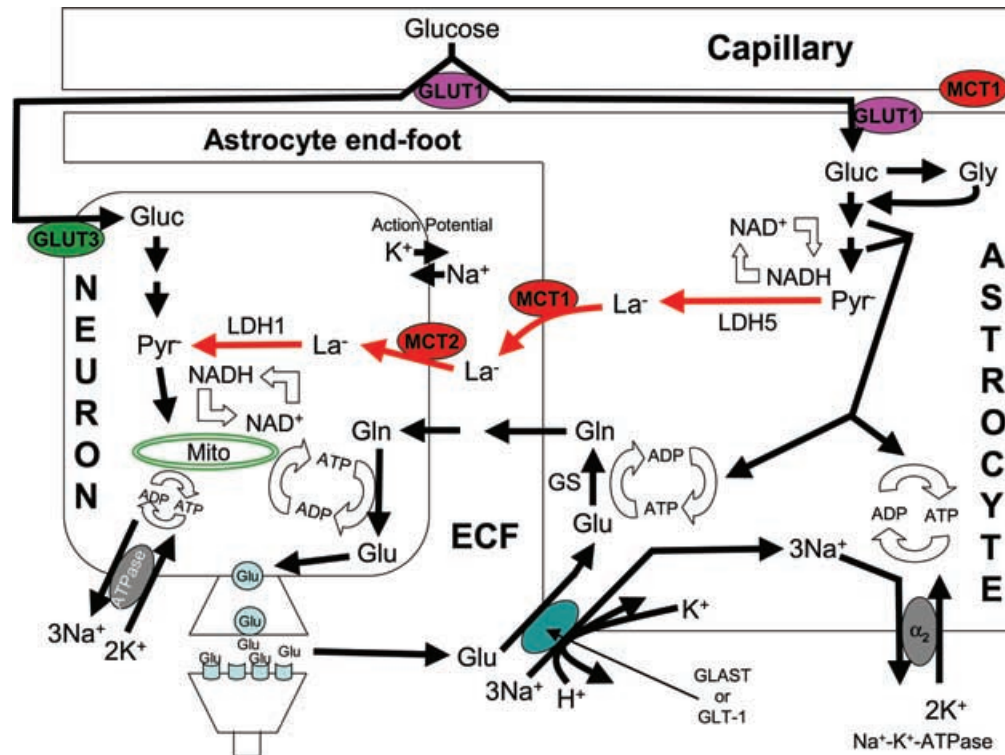 Glucose
Capillary
GLUT1
MCT1
GLUT1
Astrocyte end-foot
Gluc
Gly
Gluc
Action Potential
GLUT3
K⁺
Na⁺
NAD⁺
NADH
MCT1
La⁻
LDH5
Pyr⁻
ASTROCYTE
NEURON
LDH1
Pyr⁻
La⁻
MCT2
La⁻
NADH
NAD⁺
Mito
Gln
Gln
ATP
ADP
ADP
ATP
GS
ADP
ATP
ADP
ATP
Glu
ECF
Glu
3Na⁺
ATPase
Glu
Glu
Glu
Glu
Glu
Glu
3Na⁺
2K⁺
Glu
K⁺
3Na⁺
H⁺
GLAST
or
GLT-1
α₂
2K⁺
Na⁺-K⁺-ATPase